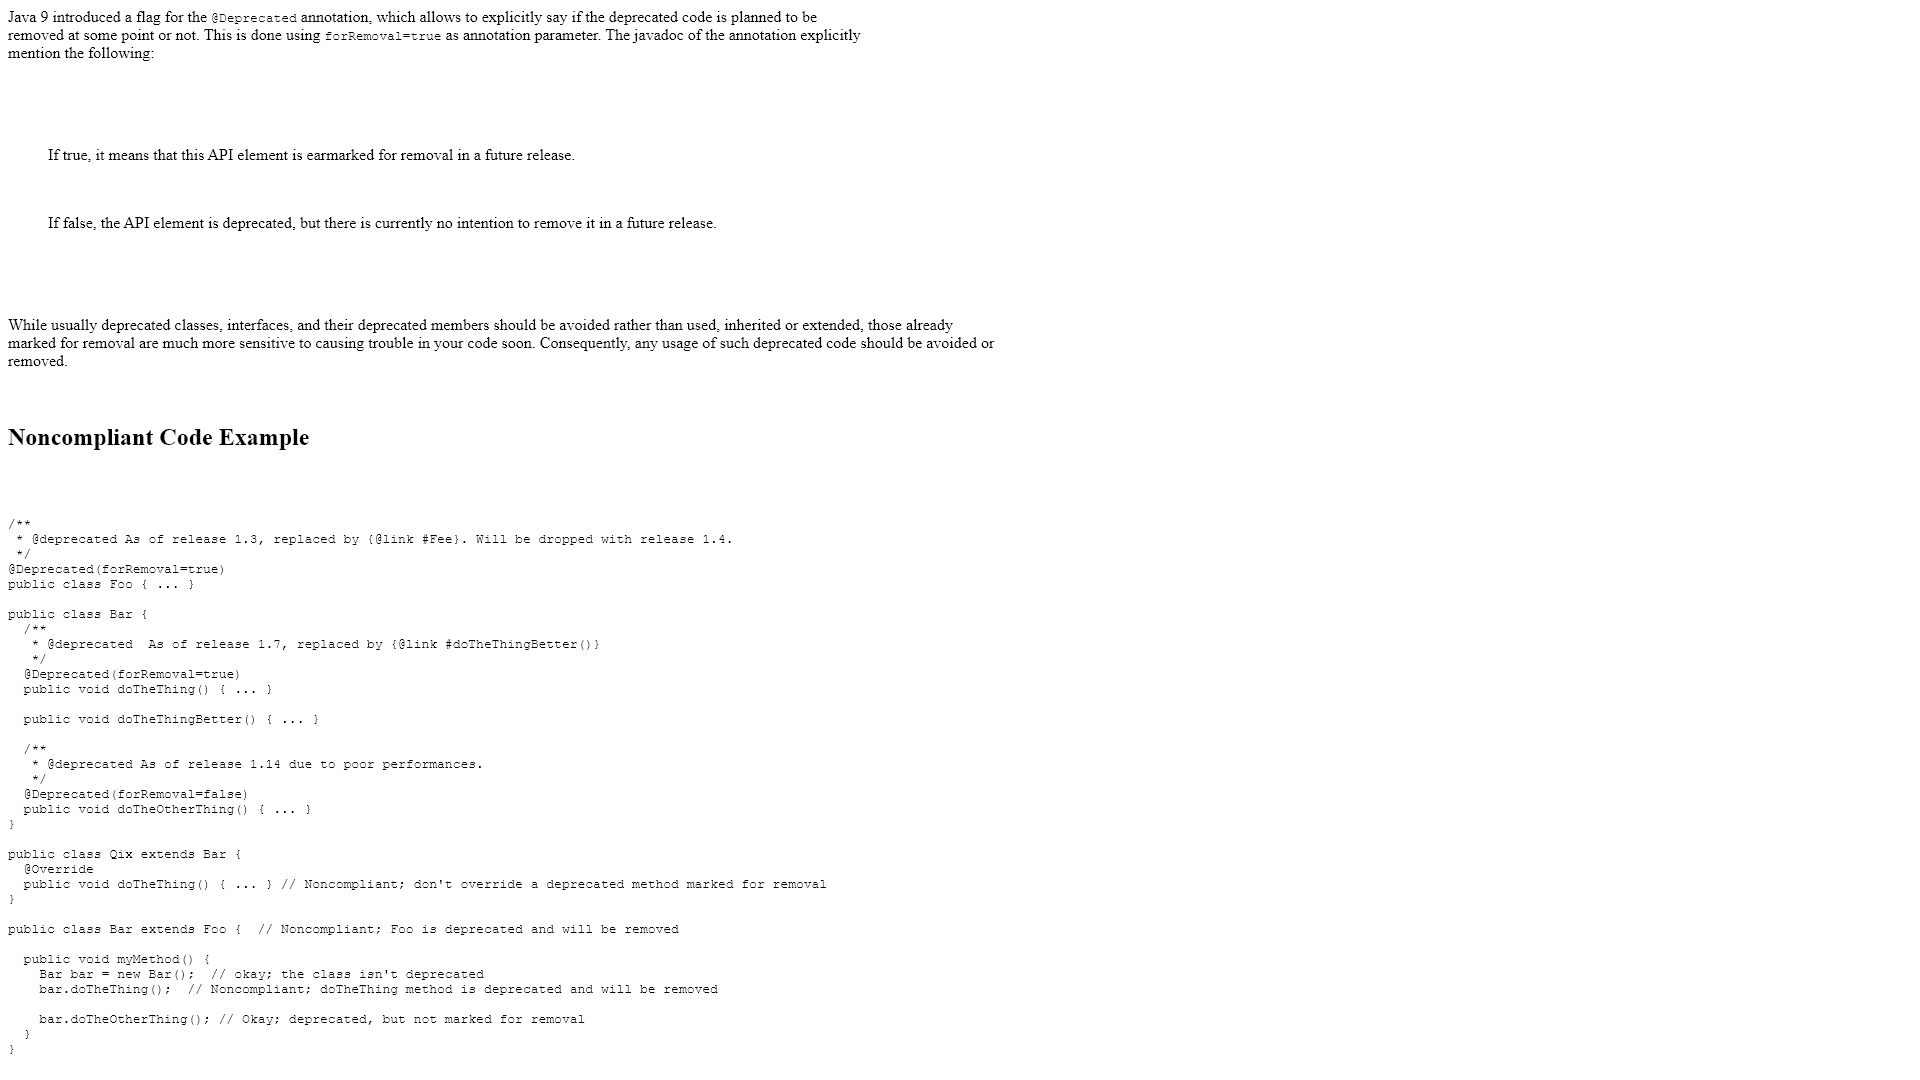 Java 9 introduced a flag for the @Deprecated annotation, which allows to explicitly say if the deprecated code is planned to be
removed at some point or not. This is done using forRemoval=true as annotation parameter. The javadoc of the annotation explicitly
mention the following:
If true, it means that this API element is earmarked for removal in a future release.
If false, the API element is deprecated, but there is currently no intention to remove it in a future release.
While usually deprecated classes, interfaces, and their deprecated members should be avoided rather than used, inherited or extended, those already
marked for removal are much more sensitive to causing trouble in your code soon. Consequently, any usage of such deprecated code should be avoided or
removed.
Noncompliant Code Example
/**
 * @deprecated As of release 1.3, replaced by {@link #Fee}. Will be dropped with release 1.4.
 */
@Deprecated(forRemoval=true)
public class Foo { ... }
public class Bar {
  /**
   * @deprecated  As of release 1.7, replaced by {@link #doTheThingBetter()}
   */
  @Deprecated(forRemoval=true)
  public void doTheThing() { ... }
  public void doTheThingBetter() { ... }
  /**
   * @deprecated As of release 1.14 due to poor performances.
   */
  @Deprecated(forRemoval=false)
  public void doTheOtherThing() { ... }
}
public class Qix extends Bar {
  @Override
  public void doTheThing() { ... } // Noncompliant; don't override a deprecated method marked for removal
}
public class Bar extends Foo {  // Noncompliant; Foo is deprecated and will be removed
  public void myMethod() {
    Bar bar = new Bar();  // okay; the class isn't deprecated
    bar.doTheThing();  // Noncompliant; doTheThing method is deprecated and will be removed
    bar.doTheOtherThing(); // Okay; deprecated, but not marked for removal
  }
}